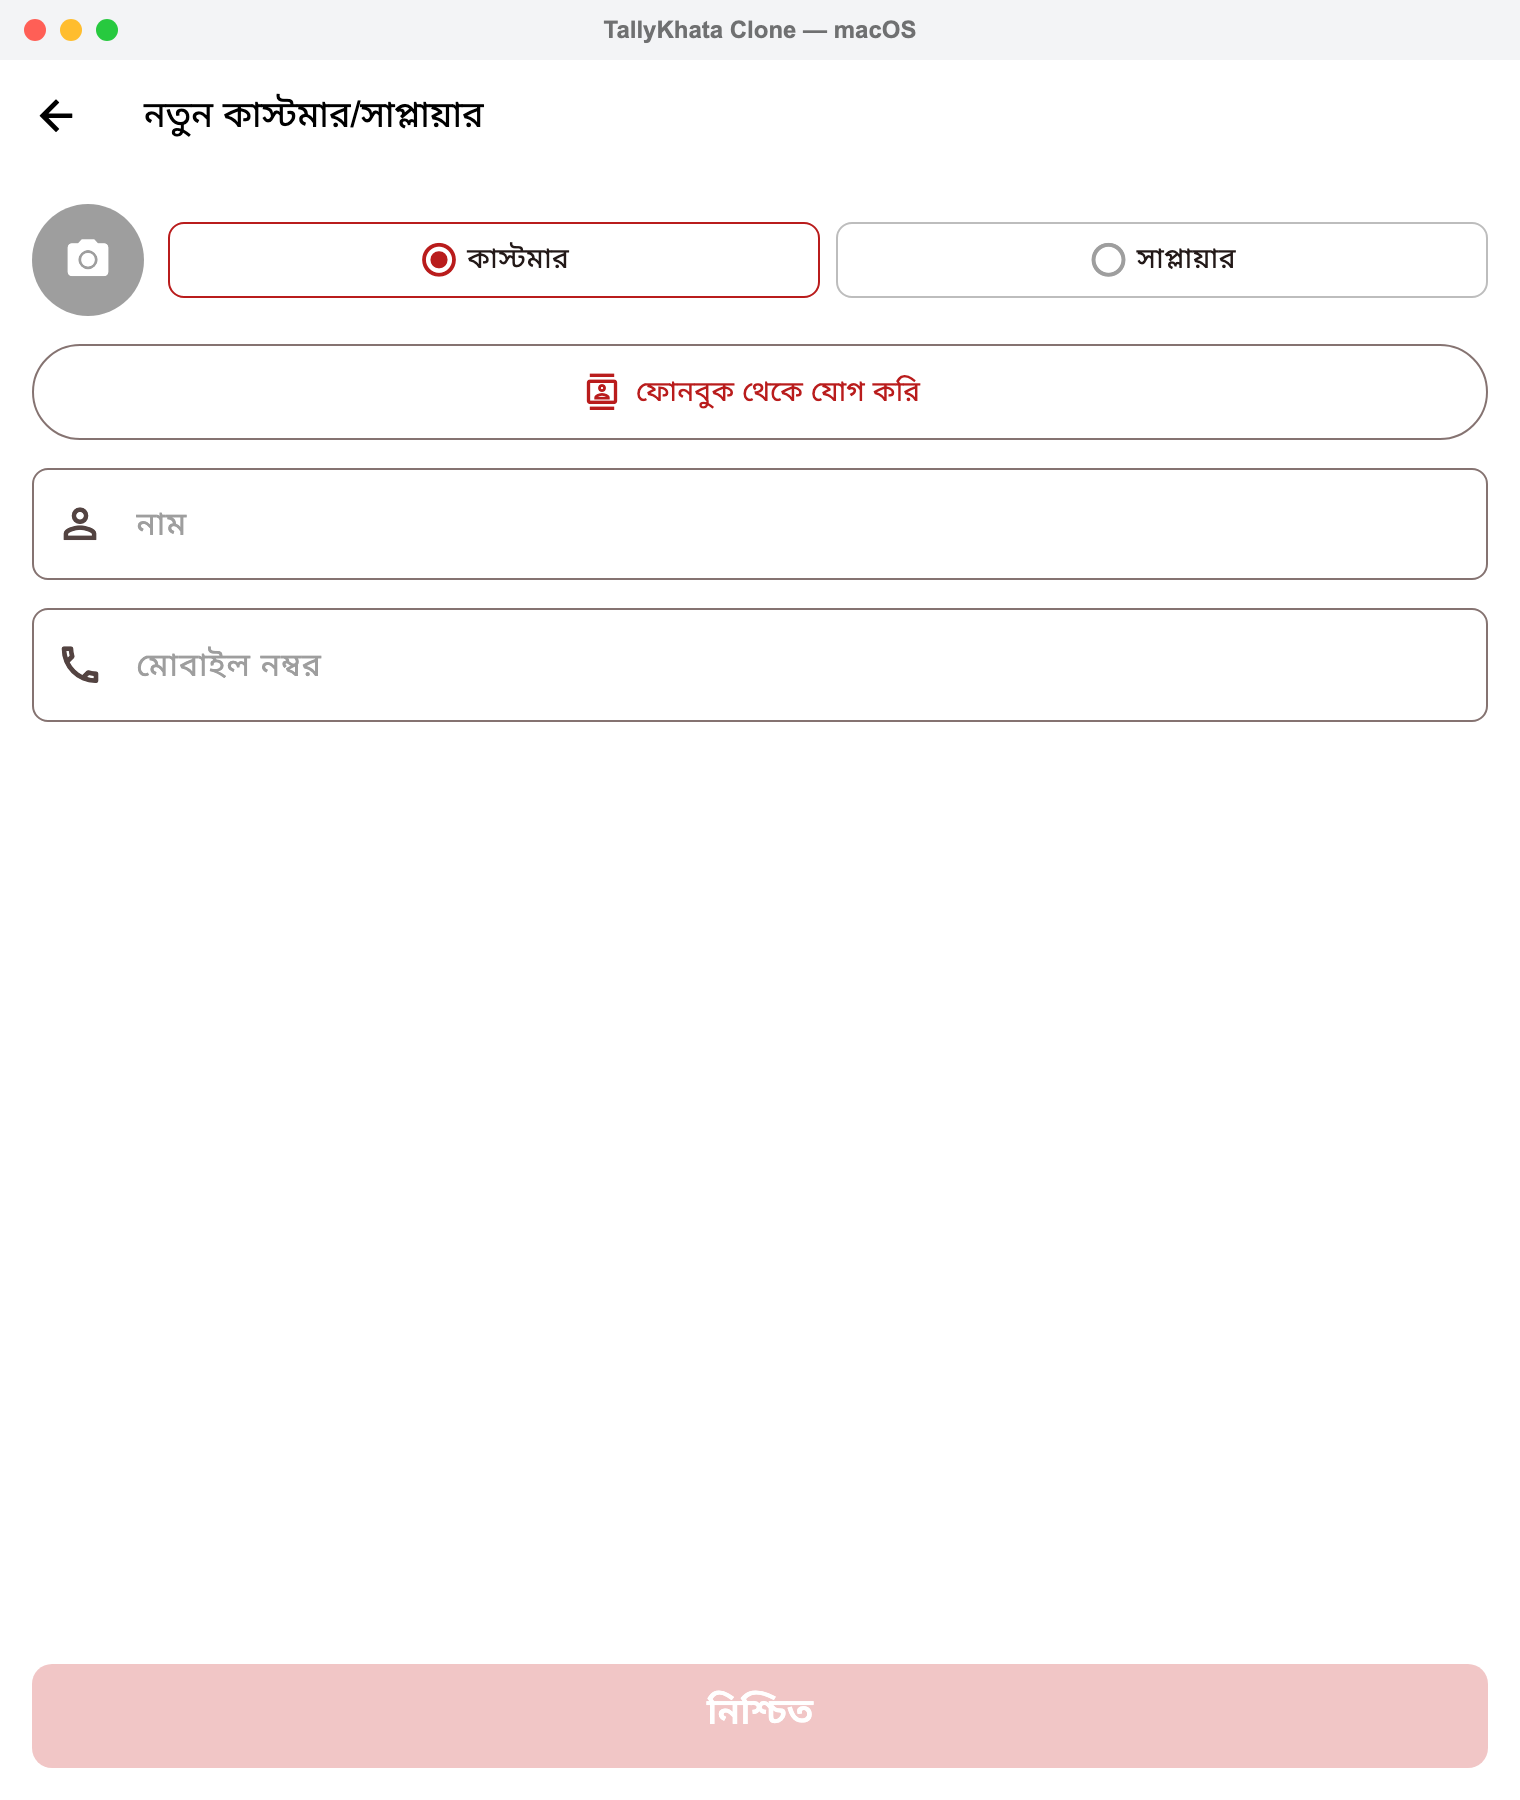 TallyKhata Clone — macOS
নতুন কাস্টমার/সাপ্লায়ার
কাস্টমার
সাপ্লায়ার
ফোনবুক থেকে যোগ করি
নাম
মোবাইল নম্বর
নিশ্চিত